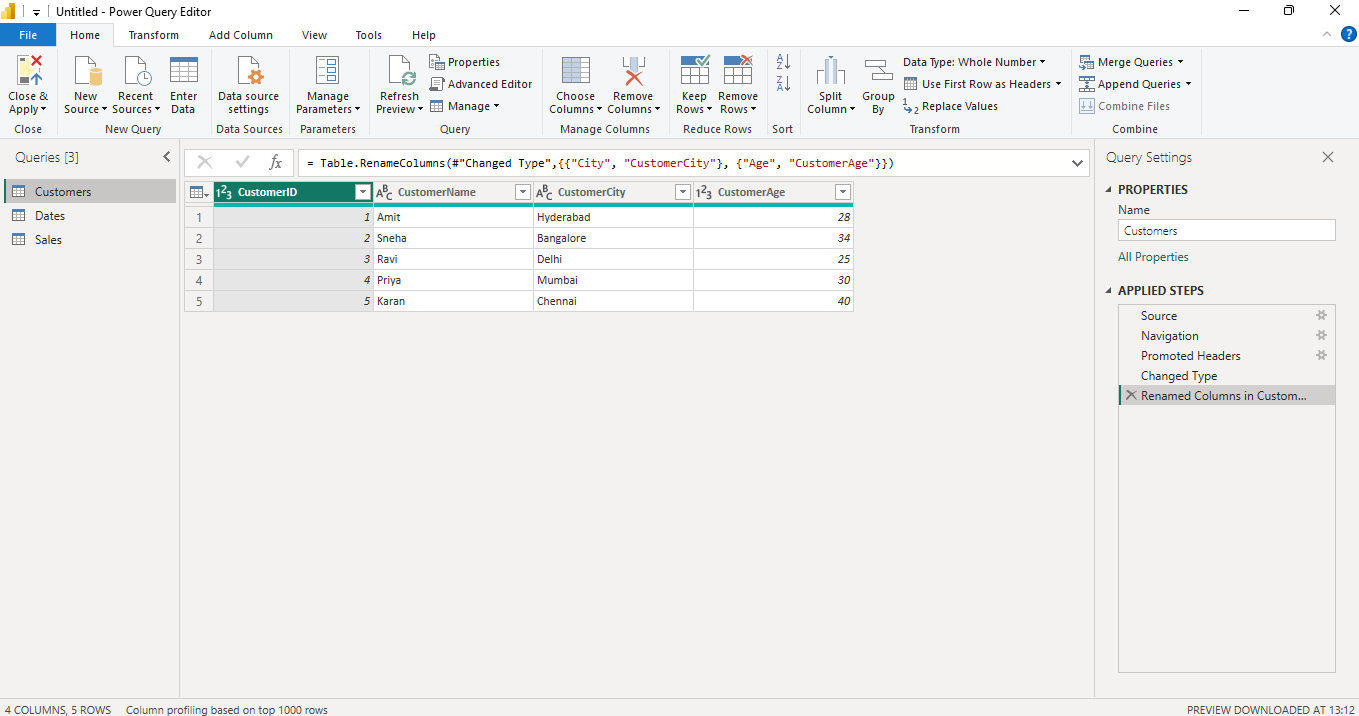 Untitled - Power Query Editor
File Home Transform Add Column View Tools Help
Close & Apply
Close
New Source
Recent Sources
Enter Data
New Query
Data source settings
Data Sources
Manage Parameters
Parameters
Refresh Preview
Properties
Advanced Editor
Manage
Query
Choose Columns
Remove Columns
Manage Columns
Keep Rows
Remove Rows
Reduce Rows
Sort
Split Column
Group By
Data Type: Whole Number
Use First Row as Headers
Replace Values
Transform
Merge Queries
Append Queries
Combine Files
Combine
Queries [3]
Customers
Dates
Sales
fx = Table.RenameColumns(#"Changed Type",{{"City", "CustomerCity"}, {"Age", "CustomerAge"}})
CustomerID CustomerName CustomerCity CustomerAge
1 1 Amit Hyderabad 28
2 2 Sneha Bangalore 34
3 3 Ravi Delhi 25
4 4 Priya Mumbai 30
5 5 Karan Chennai 40
Query Settings
PROPERTIES
Name
Customers
All Properties
APPLIED STEPS
Source
Navigation
Promoted Headers
Changed Type
Renamed Columns in Custom...
4 COLUMNS, 5 ROWS Column profiling based on top 1000 rows
PREVIEW DOWNLOADED AT 13:12